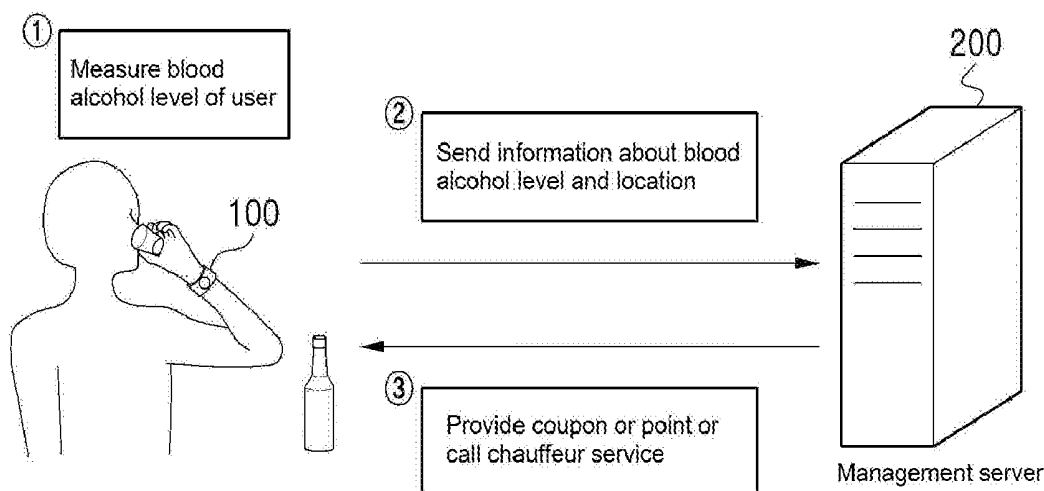 ①
Measure blood
alcohol level of user
100
②
Send information about blood
alcohol level and location
③
Provide coupon or point or
call chauffeur service
200
Management server